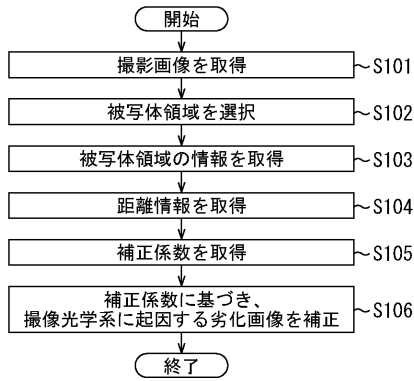 開始
撮影画像を取得 S101
被写体領域を選択 S102
被写体領域の情報を取得 S103
距離情報を取得 S104
補正係数を取得 S105
補正係数に基づき、
撮像光学系に起因する劣化画像を補正 S106
終了